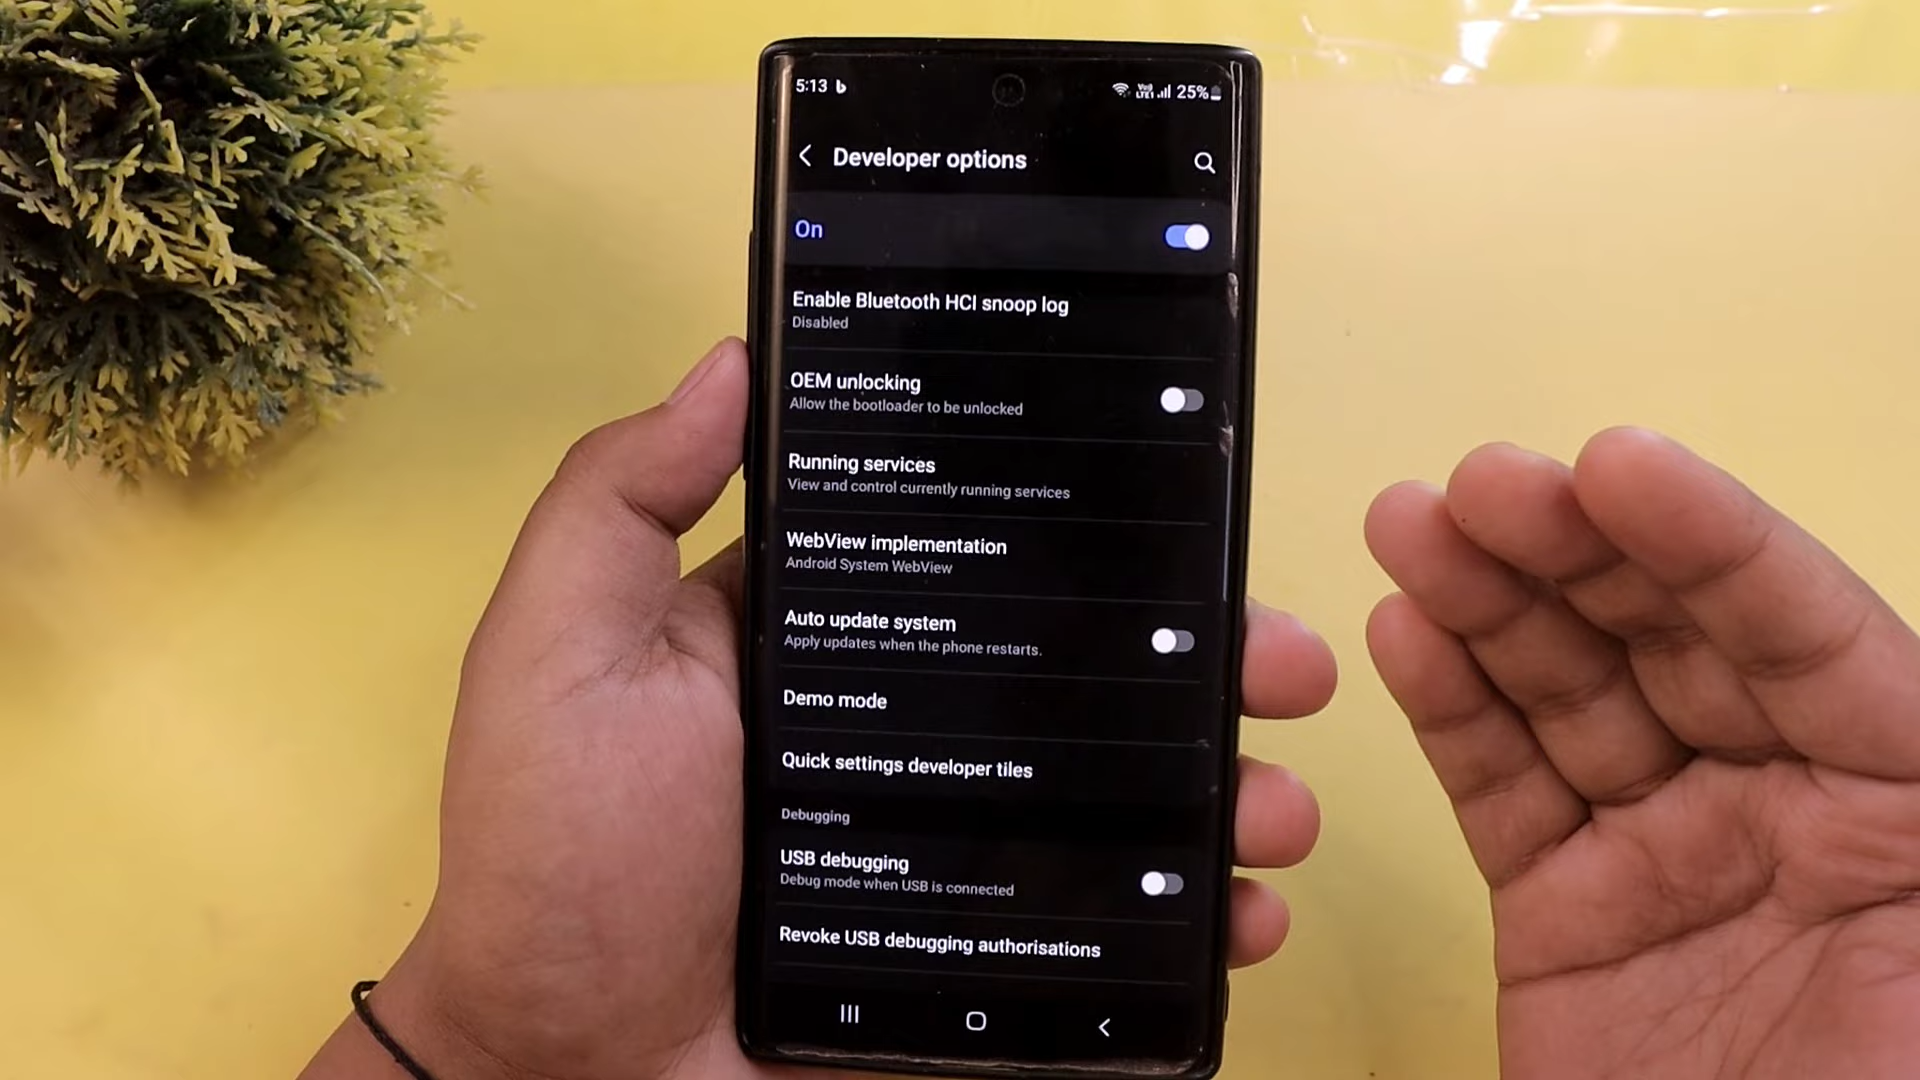 5:13 b
Vo)) LTE1 25%
Developer options
On
Enable Bluetooth HCI snoop log
Disabled
OEM unlocking
Allow the bootloader to be unlocked
Running services
View and control currently running services
WebView implementation
Android System WebView
Auto update system
Apply updates when the phone restarts.
Demo mode
Quick settings developer tiles
Debugging
USB debugging
Debug mode when USB is connected
Revoke USB debugging authorisations